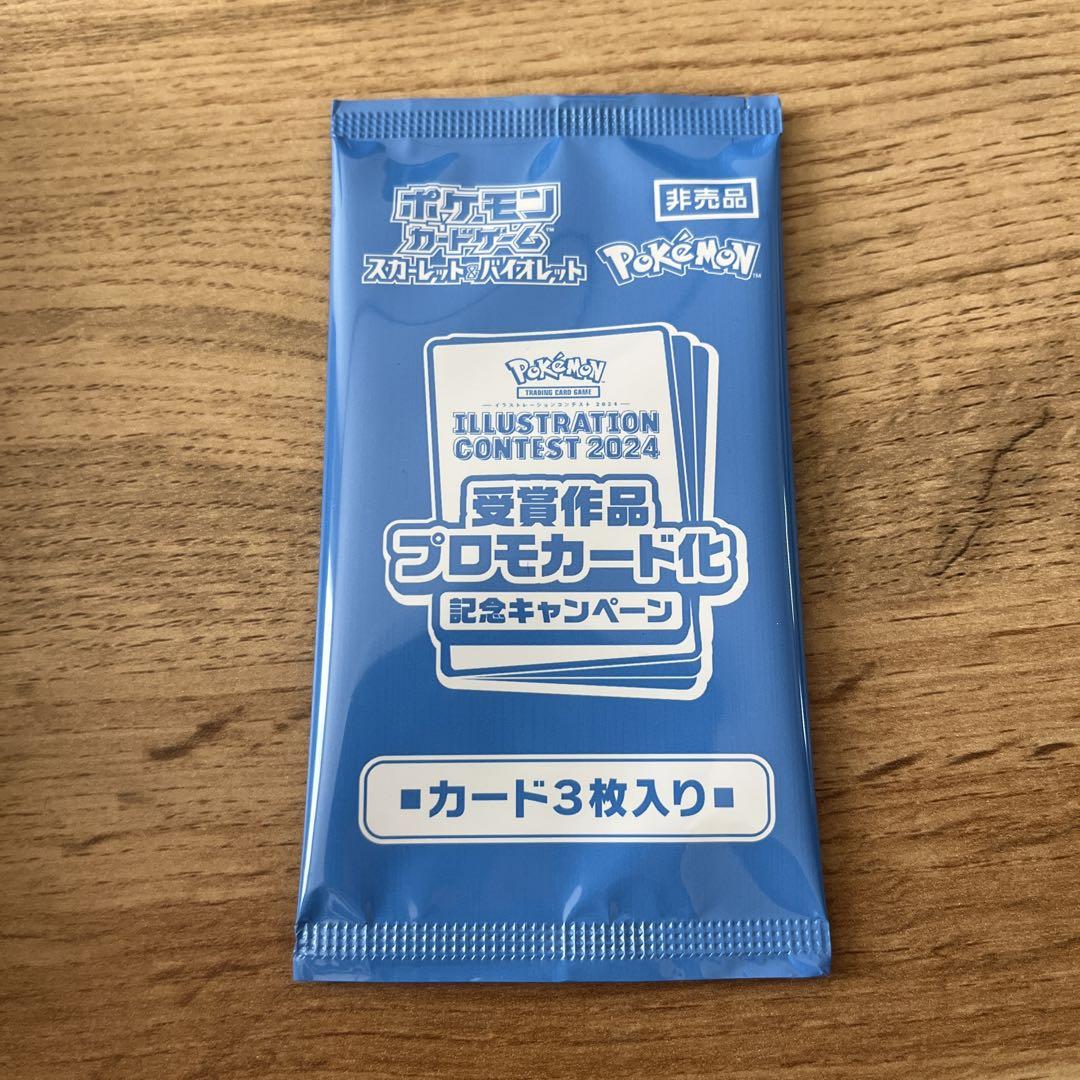 ポケモン
カードゲーム™
スカーレット&バイオレット
非売品
POKéMON™
POKéMON
TRADING CARD GAME
イラストレーションコンテスト 2024
ILLUSTRATION
CONTEST 2024
受賞作品
プロモカード化
記念キャンペーン
■カード3枚入り■